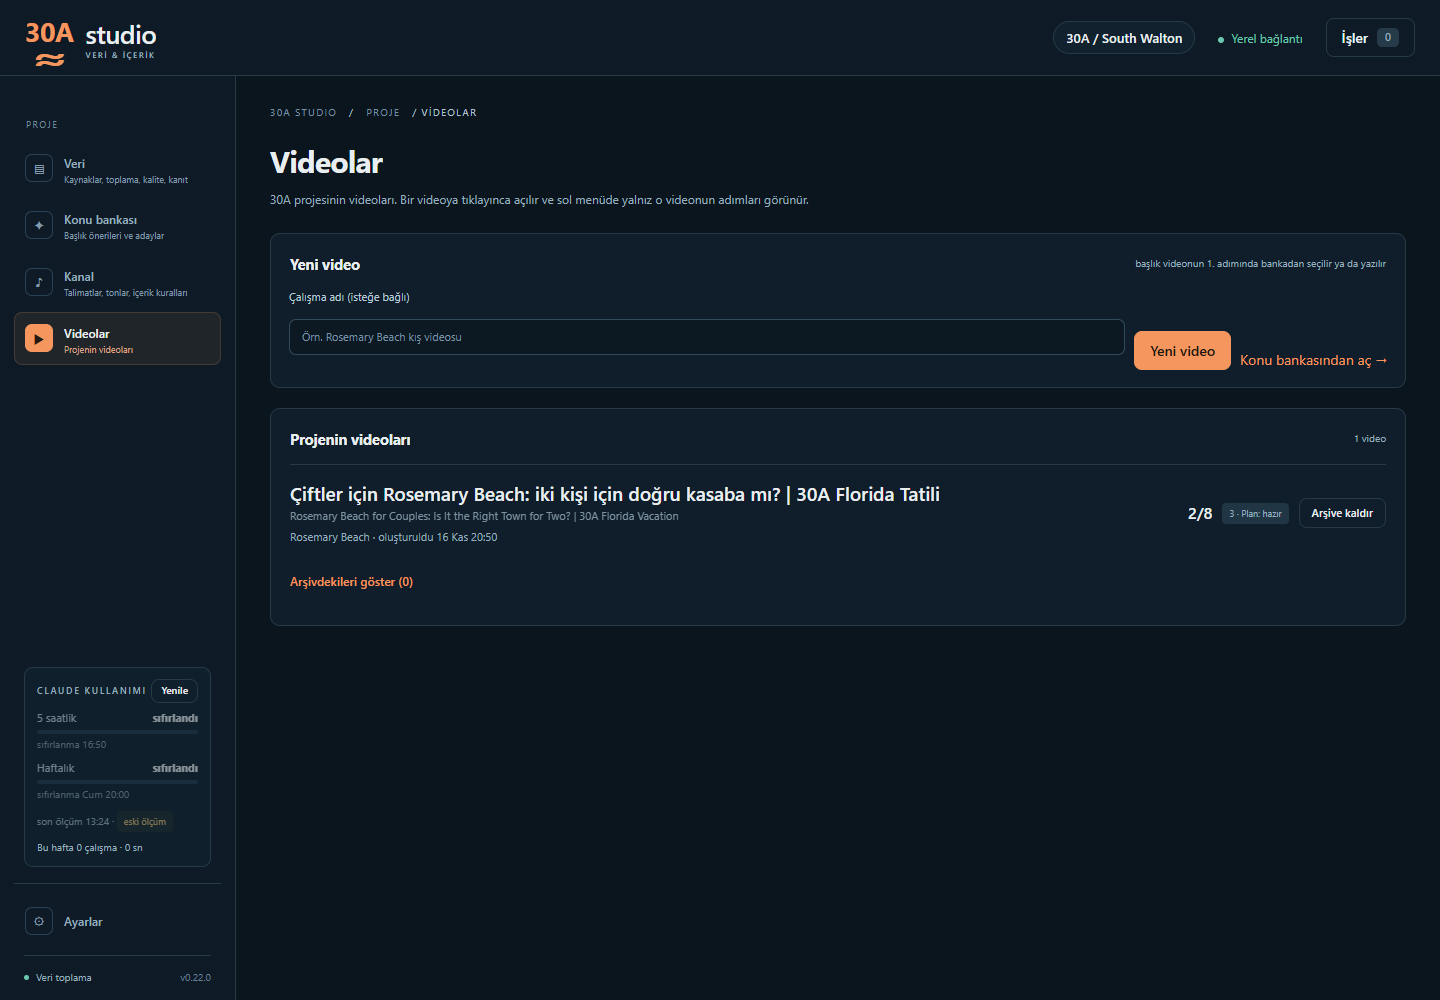 30A studio
VERİ & İÇERİK
30A / South Walton
Yerel bağlantı
İşler 0
PROJE
Veri
Kaynaklar, toplama, kalite, kanıt
Konu bankası
Başlık önerileri ve adaylar
Kanal
Talimatlar, tonlar, içerik kuralları
Videolar
Projenin videoları
CLAUDE KULLANIMI Yenile
5 saatlik sıfırlandı
sıfırlanma 16:50
Haftalık sıfırlandı
sıfırlanma Cum 20:00
son ölçüm 13:24 · eski ölçüm
Bu hafta 0 çalışma · 0 sn
Ayarlar
Veri toplama v0.22.0
30A STUDIO / PROJE / VİDEOLAR
Videolar
30A projesinin videoları. Bir videoya tıklayınca açılır ve sol menüde yalnız o videonun adımları görünür.
Yeni video
başlık videonun 1. adımında bankadan seçilir ya da yazılır
Çalışma adı (isteğe bağlı)
Örn. Rosemary Beach kış videosu
Yeni video
Konu bankasından aç →
Projenin videoları
1 video
Çiftler için Rosemary Beach: iki kişi için doğru kasaba mı? | 30A Florida Tatili
Rosemary Beach for Couples: Is It the Right Town for Two? | 30A Florida Vacation
Rosemary Beach · oluşturuldu 16 Kas 20:50
2/8 3 · Plan: hazır Arşive kaldır
Arşivdekileri göster (0)